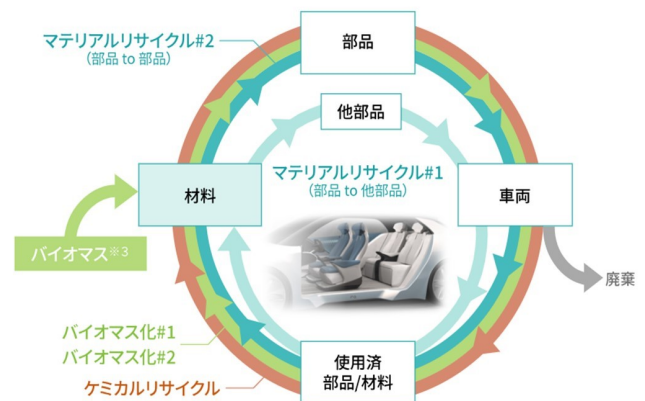 マテリアルリサイクル#2
（部品 to 部品）
部品
他部品
マテリアルリサイクル#1
（部品 to 他部品）
材料
車両
バイオマス※3
廃棄
バイオマス化#1
バイオマス化#2
ケミカルリサイクル
使用済
部品/材料